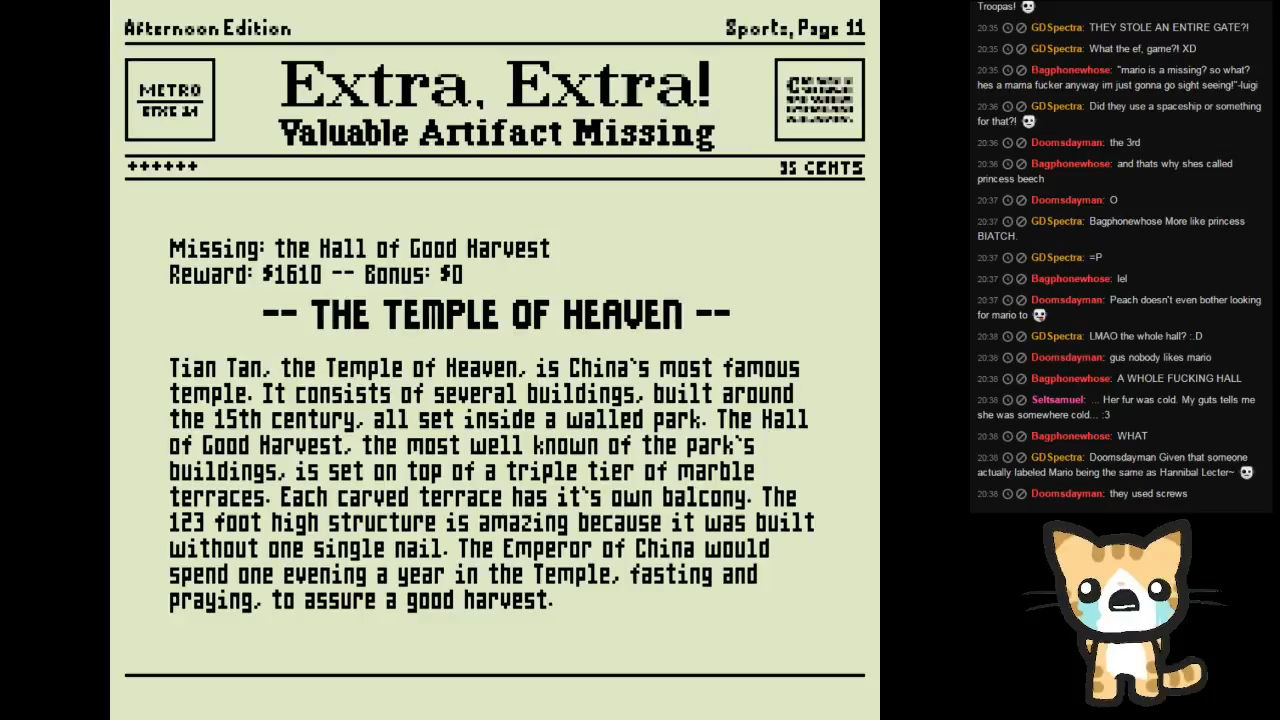 Afternoon Edition
Sports, Page 11
METRO
Extra, Extra!
Valuable Artifact Missing
++++++
35 CENTS
Missing: the Hall of Good Harvest
Reward: $1610 -- Bonus: $0
-- THE TEMPLE OF HEAVEN --
Tian Tan, the Temple of Heaven, is China's most famous
temple. It consists of several buildings, built around
the 15th century, all set inside a walled park. The Hall
of Good Harvest, the most well known of the park's
buildings, is set on top of a triple tier of marble
terraces. Each carved terrace has it's own balcony. The
123 foot high structure is amazing because it was built
without one single nail. The Emperor of China would
spend one evening a year in the Temple, fasting and
praying, to assure a good harvest.
Troopas!
20:35 GDSpectra: THEY STOLE AN ENTIRE GATE?!
20:35 GDSpectra: What the ef, game?! XD
20:35 Bagphonewhose: "mario is a missing? so what?
hes a mama fucker anyway im just gonna go sight seeing!"-luigi
20:36 GDSpectra: Did they use a spaceship or something
for that?!
20:36 Doomsdayman: the 3rd
20:36 Bagphonewhose: and thats why shes called
princess beech
20:37 Doomsdayman: O
20:37 GDSpectra: Bagphonewhose More like princess
BIATCH.
20:37 GDSpectra: =P
20:37 Bagphonewhose: lel
20:37 Doomsdayman: Peach doesn't even bother looking
for mario to
20:38 GDSpectra: LMAO the whole hall? :.D
20:38 Doomsdayman: gus nobody likes mario
20:38 Bagphonewhose: A WHOLE FUCKING HALL
20:38 Seltsamuel: ... Her fur was cold. My guts tells me
she was somewhere cold... :3
20:38 Bagphonewhose: WHAT
20:38 GDSpectra: Doomsdayman Given that someone
actually labeled Mario being the same as Hannibal Lecter~
20:38 Doomsdayman: they used screws